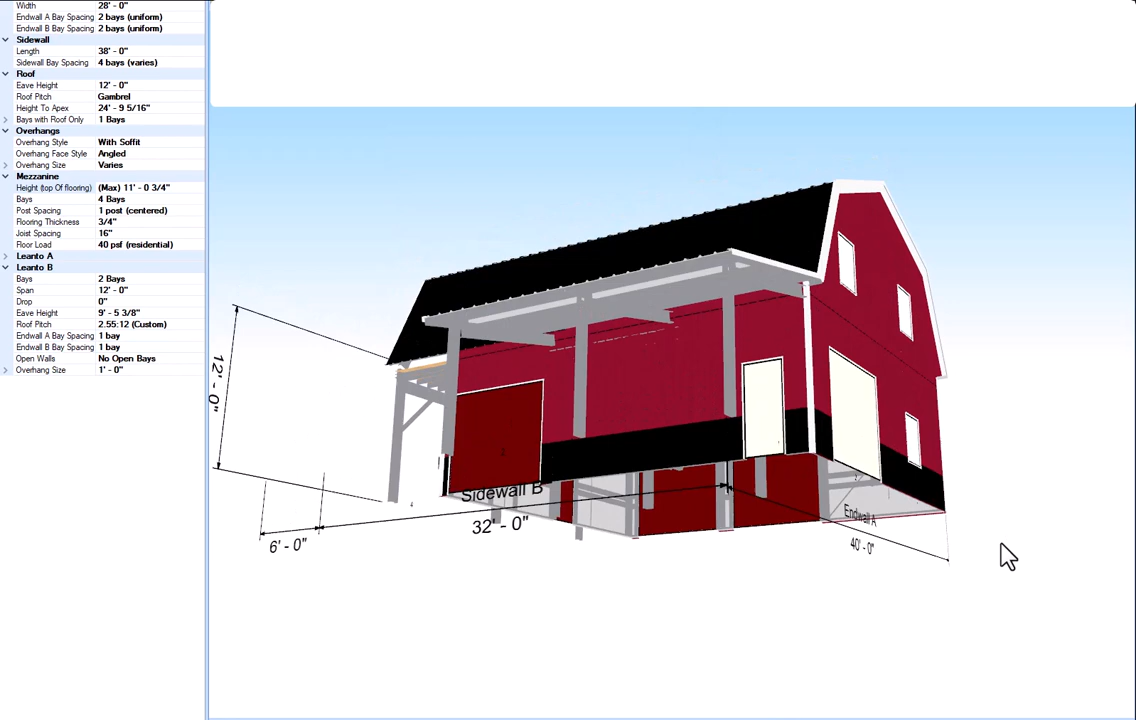 Width 28' - 0"
Endwall A Bay Spacing 2 bays (uniform)
Endwall B Bay Spacing 2 bays (uniform)
Sidewall
Length 38' - 0"
Sidewall Bay Spacing 4 bays (varies)
Roof
Eave Height 12' - 0"
Roof Pitch Gambrel
Height To Apex 24' - 9 5/16"
Bays with Roof Only 1 Bays
Overhangs
Overhang Style With Soffit
Overhang Face Style Angled
Overhang Size Varies
Mezzanine
Height (top Of flooring) (Max) 11' - 0 3/4"
Bays 4 Bays
Post Spacing 1 post (centered)
Flooring Thickness 3/4"
Joist Spacing 16"
Floor Load 40 psf (residential)
Leanto A
Leanto B
Bays 2 Bays
Span 12' - 0"
Drop 0"
Eave Height 9' - 5 3/8"
Roof Pitch 2.55:12 (Custom)
Endwall A Bay Spacing 1 bay
Endwall B Bay Spacing 1 bay
Open Walls No Open Bays
Overhang Size 1' - 0"
12' - 0"
Sidewall B
32' - 0"
6' - 0"
Endwall A
40' - 0"